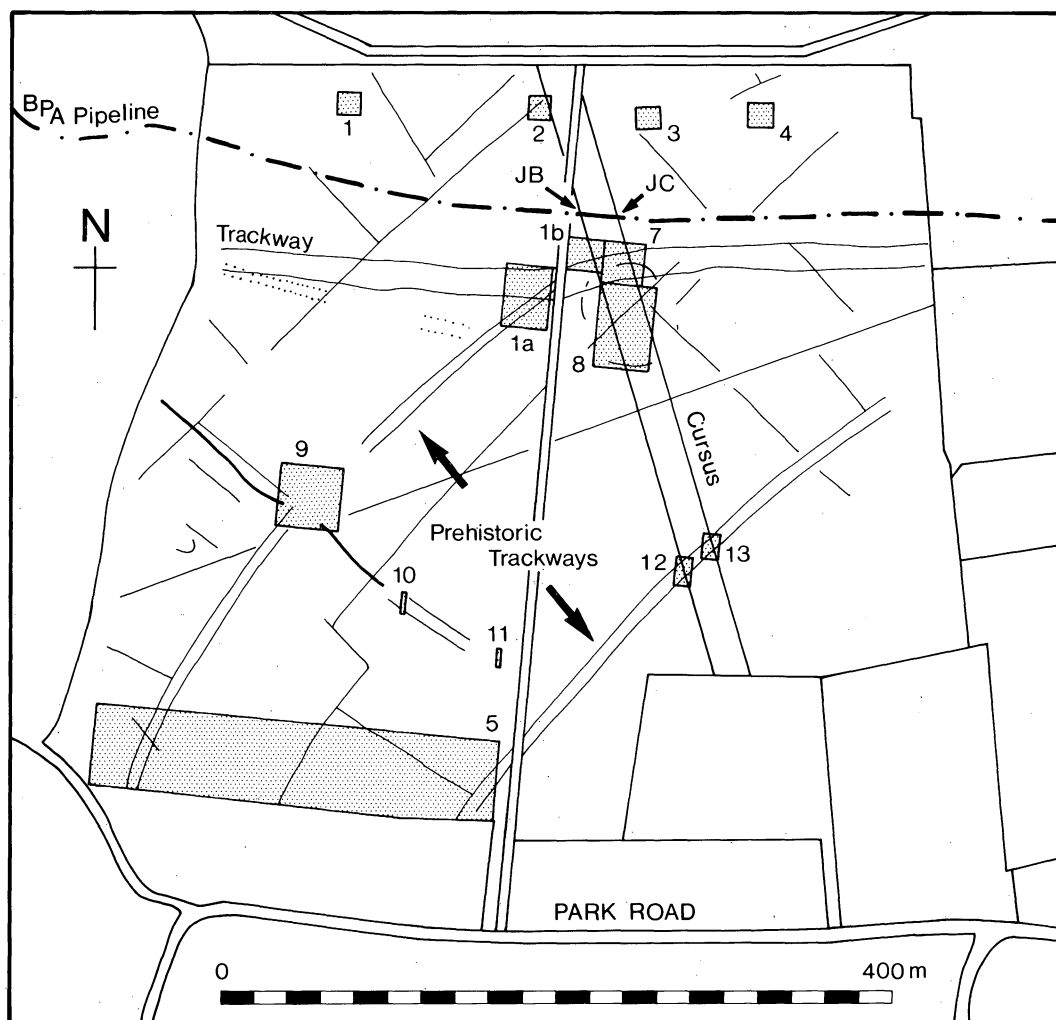 BPA Pipeline
1
2
3
4
JB
JC
N
Trackway
1b
7
1a
8
Cursus
9
Prehistoric
Trackways
10
12
13
11
5
PARK ROAD
0
400 m